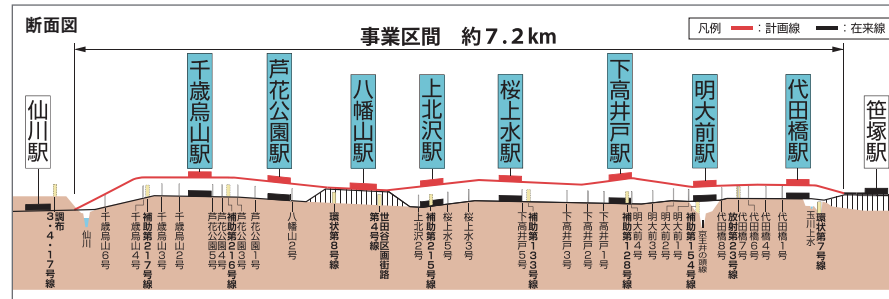 断面図
事業区間 約7.2km
凡例 :計画線 :在来線
仙川駅
千歳烏山駅
芦花公園駅
八幡山駅
上北沢駅
桜上水駅
下高井戸駅
明大前駅
代田橋駅
笹塚駅
調布
3・4・17号線
仙川
千歳烏山6号
千歳烏山4号
補助第217号線
千歳烏山3号
千歳烏山2号
芦花公園5号
芦花公園4号
補助第216号線
芦花公園3号
芦花公園1号
八幡山2号
環状第8号線
世田谷区画街路
第4号線
上北沢2号
補助第215号線
桜上水5号
桜上水3号
下高井戸5号
補助第133号線
下高井戸3号
下高井戸2号
下高井戸1号
補助第128号線
明大前4号
明大前3号
明大前2号
明大前1号
補助第154号線
京王井の頭線
代田橋8号
放射第23号線
代田橋7号
代田橋6号
代田橋4号
代田橋1号
玉川上水
環状第7号線